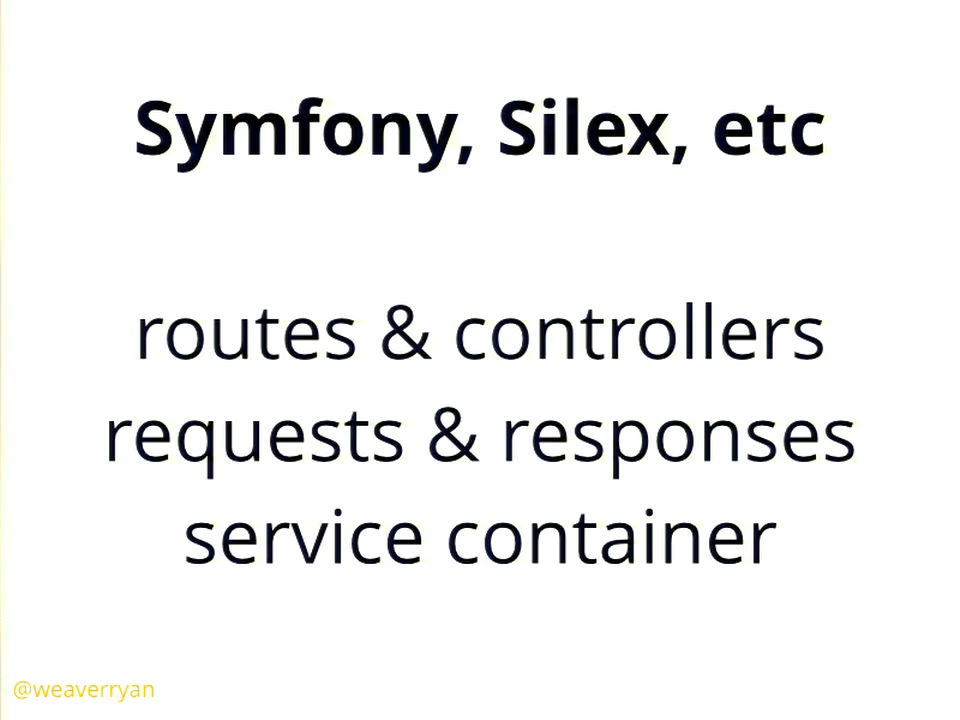 Symfony, Silex, etc
routes & controllers
requests & responses
service container
@weaverryan